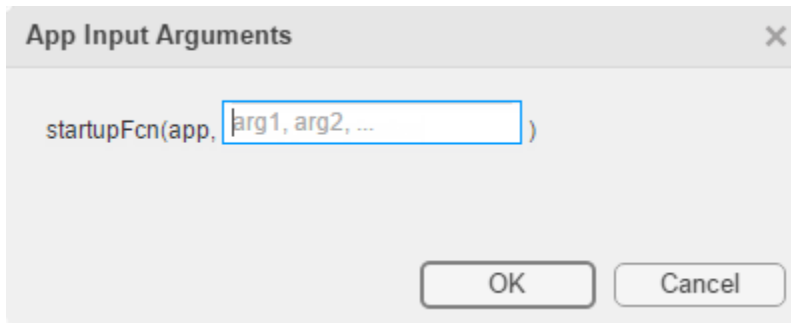 App Input Arguments ×
startupFcn(app, arg1, arg2, ... )
OK Cancel